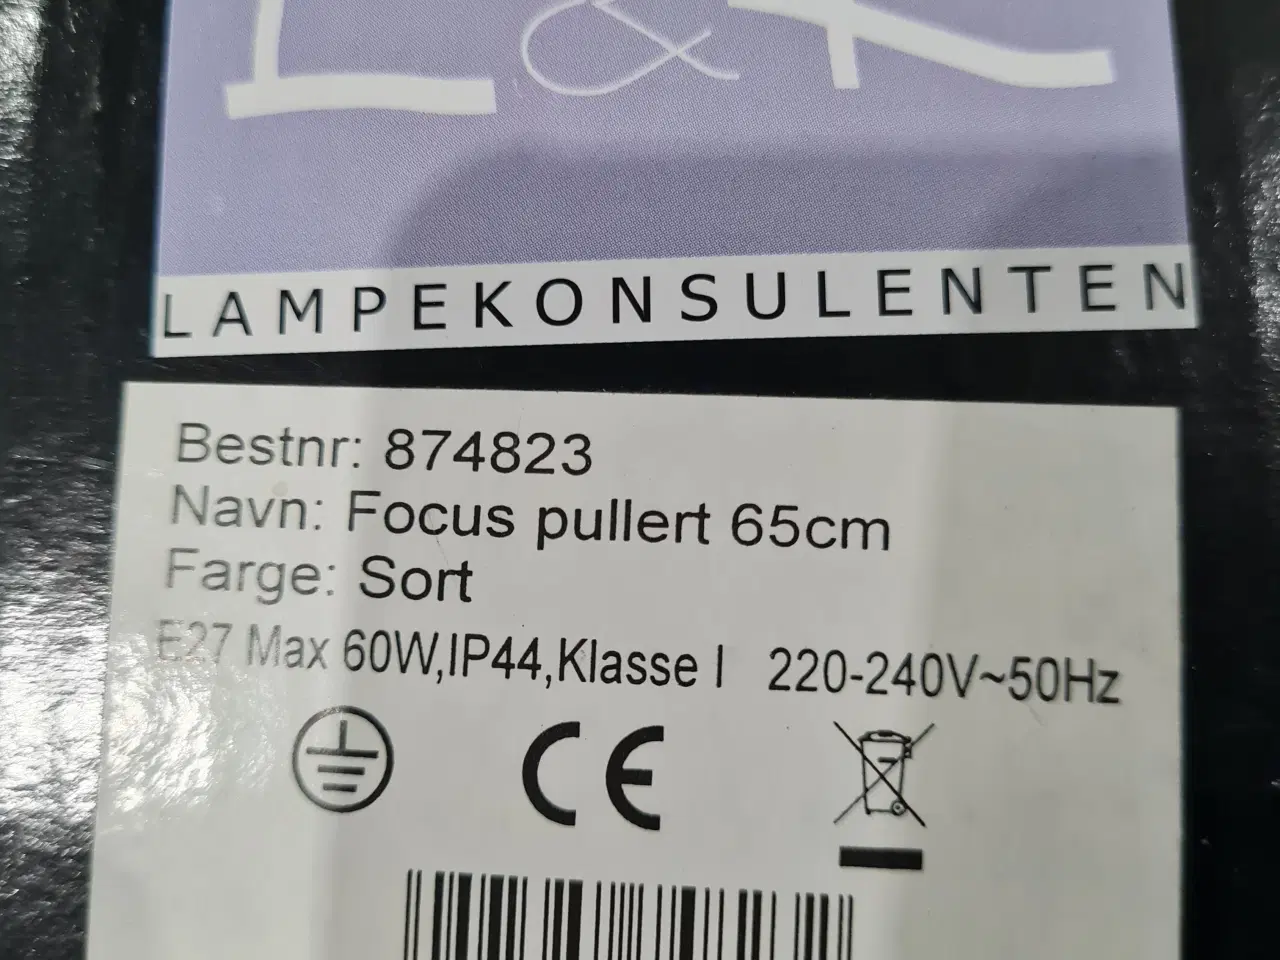 L&K
LAMPEKONSULENTEN
Bestnr: 874823
Navn: Focus pullert 65cm
Farge: Sort
E27 Max 60W,IP44,Klasse I 220-240V~50Hz
CE